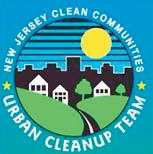 NEW JERSEY CLEAN COMMUNITIES
URBAN CLEANUP TEAM